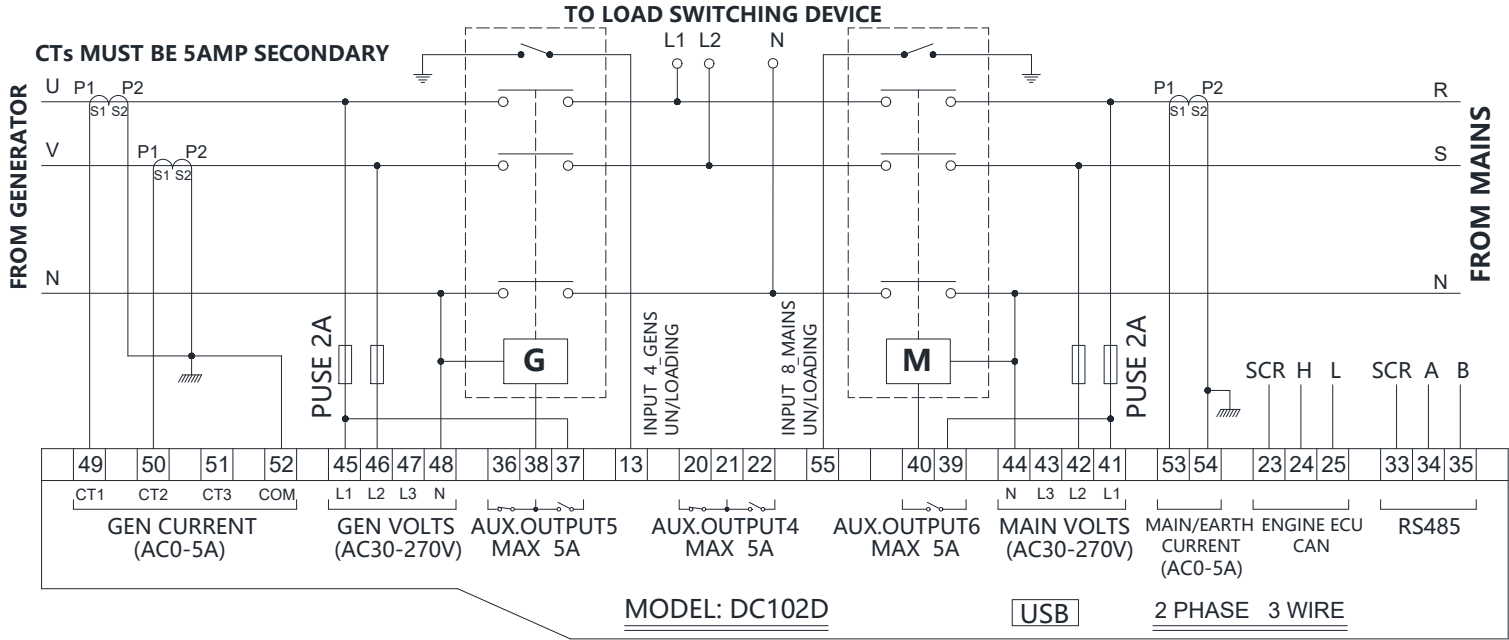 TO LOAD SWITCHING DEVICE
CTs MUST BE 5AMP SECONDARY
L1 L2 N
FROM GENERATOR
U P1 P2
S1 S2
V P1 P2
S1 S2
N
P1 P2 R
S1 S2
S
N
FROM MAINS
PUSE 2A
G
INPUT 4_GENS
UN/LOADING
INPUT 8_MAINS
UN/LOADING
M
PUSE 2A
SCR H L SCR A B
49 50 51 52 45 46 47 48 36 38 37 13 20 21 22 55 40 39 44 43 42 41 53 54 23 24 25 33 34 35
CT1 CT2 CT3 COM L1 L2 L3 N N L3 L2 L1
GEN CURRENT
(AC0-5A)
GEN VOLTS
(AC30-270V)
AUX.OUTPUT5
MAX 5A
AUX.OUTPUT4
MAX 5A
AUX.OUTPUT6
MAX 5A
MAIN VOLTS
(AC30-270V)
MAIN/EARTH
CURRENT
(AC0-5A)
ENGINE ECU
CAN
RS485
MODEL: DC102D
USB
2 PHASE 3 WIRE